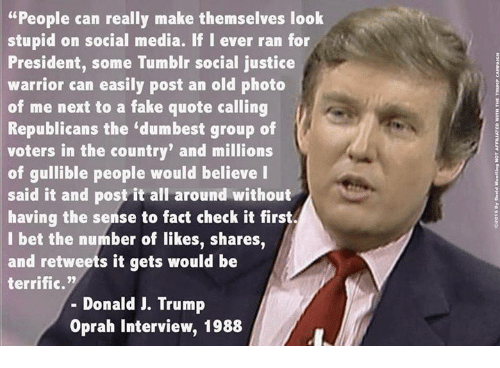 “People can really make themselves look
stupid on social media. If I ever ran for
President, some Tumblr social justice
warrior can easily post an old photo
of me next to a fake quote calling
Republicans the ‘dumbest group of
voters in the country’ and millions
of gullible people would believe I
said it and post it all around without
having the sense to fact check it first.
I bet the number of likes, shares,
and retweets it gets would be
terrific.”
- Donald J. Trump
Oprah Interview, 1988